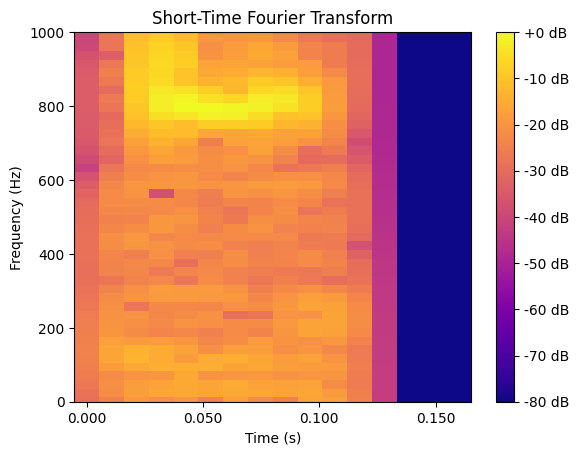 Short-Time Fourier Transform
1000
800
600
400
200
0
Frequency (Hz)
0.000
0.050
0.100
0.150
Time (s)
+0 dB
-10 dB
-20 dB
-30 dB
-40 dB
-50 dB
-60 dB
-70 dB
-80 dB